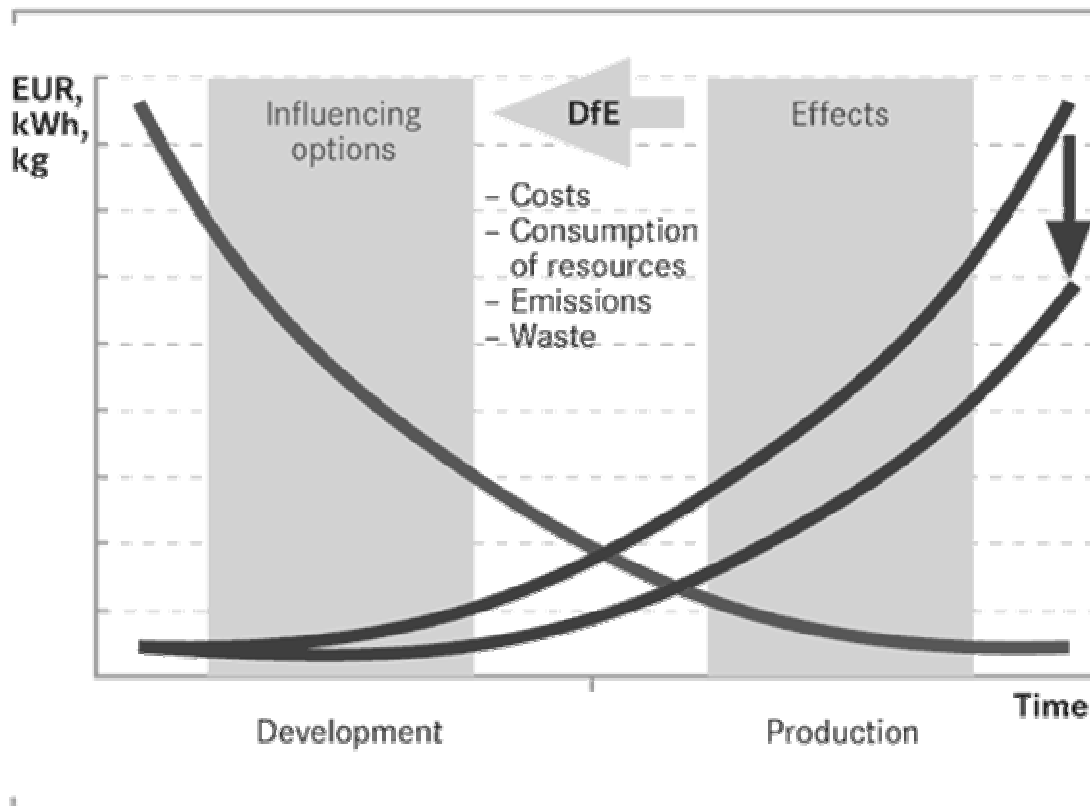 EUR,
kWh,
kg
Influencing
options
DfE
Effects
– Costs
– Consumption
of resources
– Emissions
– Waste
Time
Development
Production